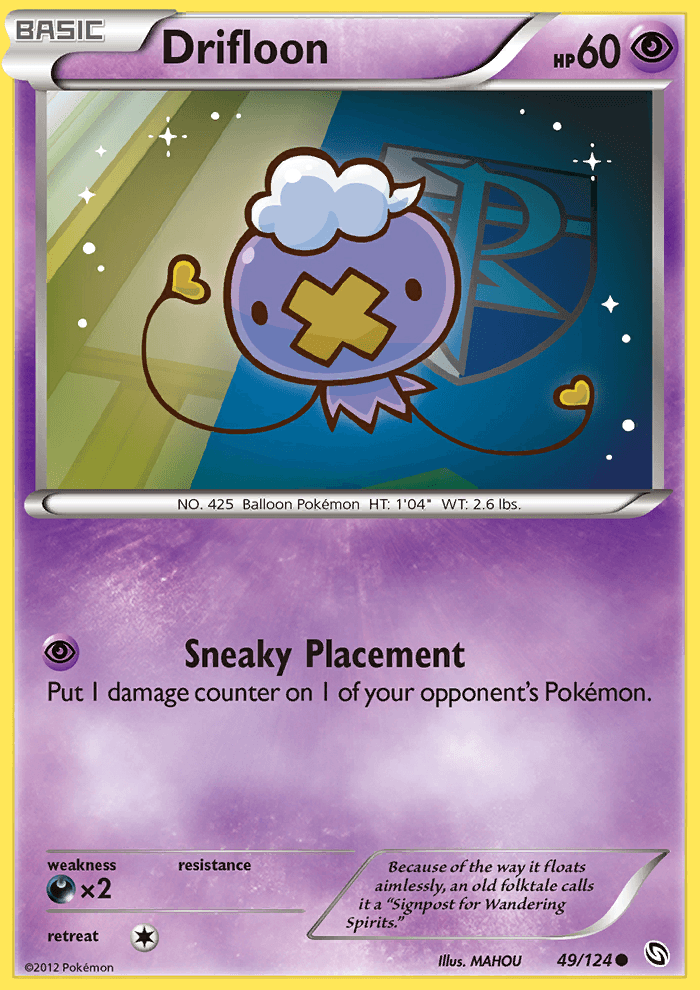 BASIC
Drifloon
HP60
NO. 425 Balloon Pokémon HT: 1'04" WT: 2.6 lbs.
Sneaky Placement
Put 1 damage counter on 1 of your opponent's Pokémon.
weakness
resistance
×2
retreat
Because of the way it floats
aimlessly, an old folktale calls
it a "Signpost for Wandering
Spirits."
©2012 Pokémon
Illus. MAHOU
49/124